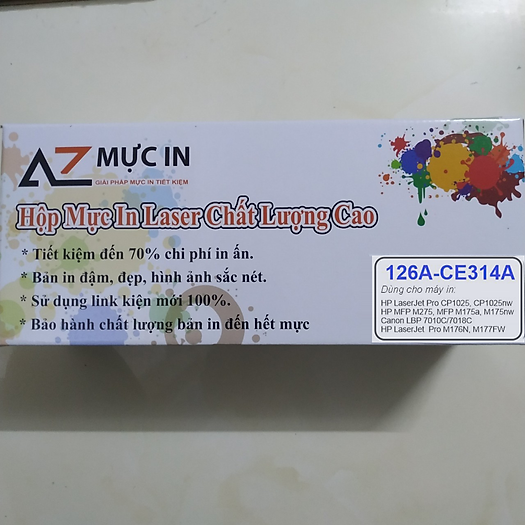 AZ MỰC IN
GIẢI PHÁP MỰC IN TIẾT KIỆM
Hộp Mực In Laser Chất Lượng Cao
* Tiết kiệm đến 70% chi phí in ấn.
* Bản in đậm, đẹp, hình ảnh sắc nét.
* Sử dụng linh kiện mới 100%.
* Bảo hành chất lượng bản in đến hết mực
126A-CE314A
Dùng cho máy in:
HP LaserJet Pro CP1025, CP1025nw
HP MFP M275, MFP M175a, M175nw
Canon LBP 7010C/7018C
HP LaserJet Pro M176N, M177FW